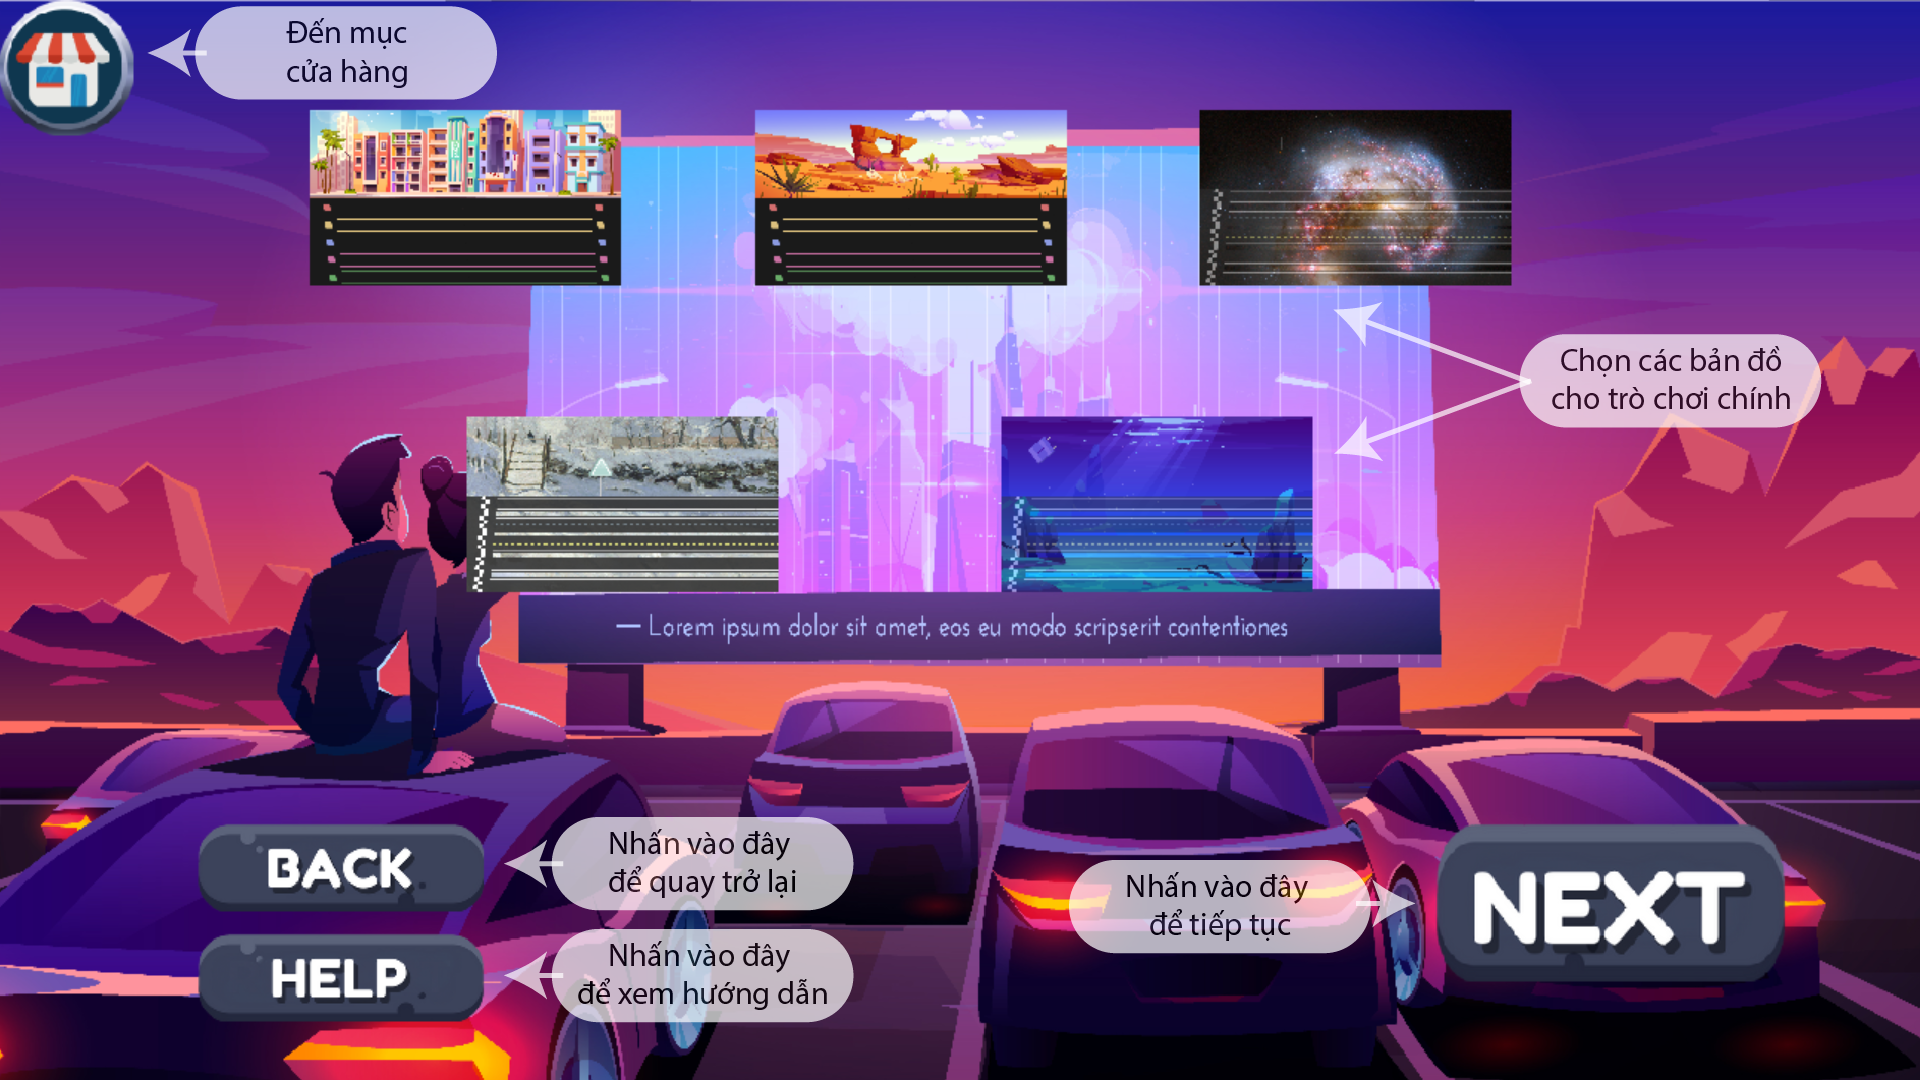 Đến mục
cửa hàng
Chọn các bản đồ
cho trò chơi chính
— Lorem ipsum dolor sit amet, eos eu modo scripserit contentiones
BACK
Nhấn vào đây
để quay trở lại
Nhấn vào đây
để tiếp tục
NEXT
HELP
Nhấn vào đây
để xem hướng dẫn